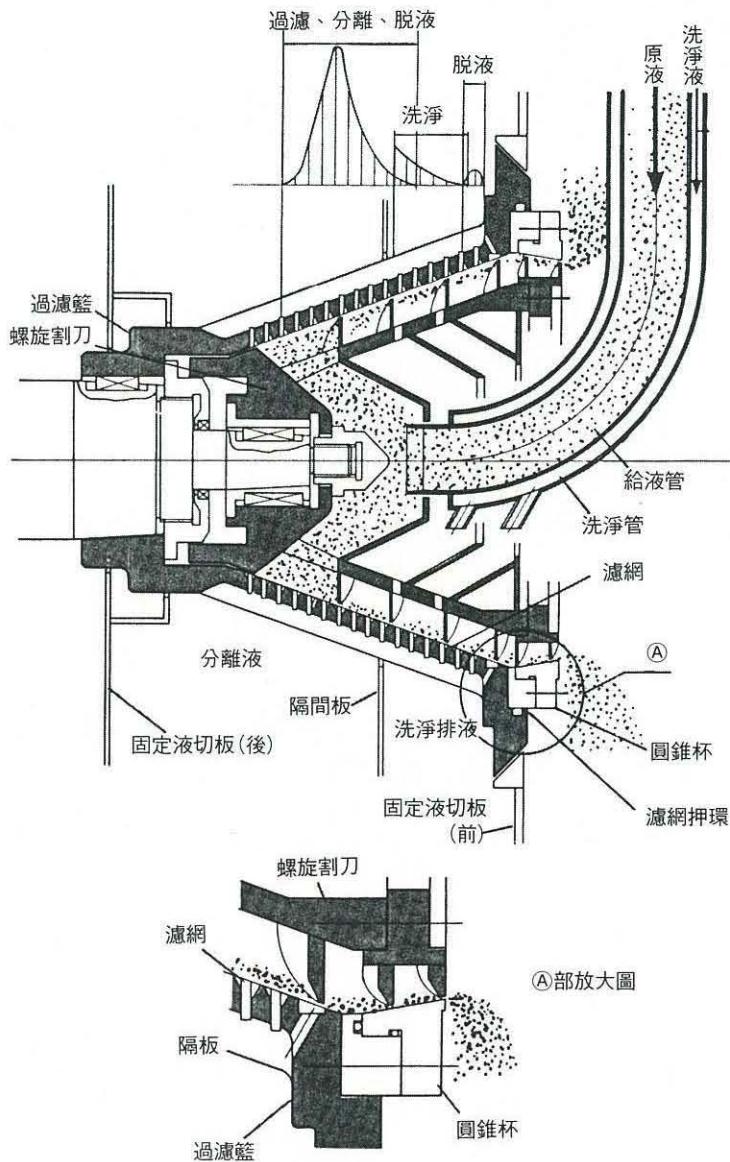 過濾、分離、脱液
脱液
洗淨
原液
洗淨液
過濾籃
螺旋割刀
給液管
洗淨管
濾網
Ⓐ
分離液
隔間板
洗淨排液
固定液切板(後)
圓錐杯
固定液切板
(前)
濾網押環
螺旋割刀
濾網
Ⓐ部放大圖
隔板
過濾籃
圓錐杯